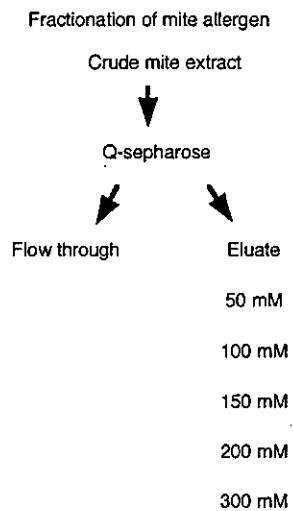 Fractionation of mite allergen
Crude mite extract
Q-sepharose
Flow through Eluate
50 mM
100 mM
150 mM
200 mM
300 mM